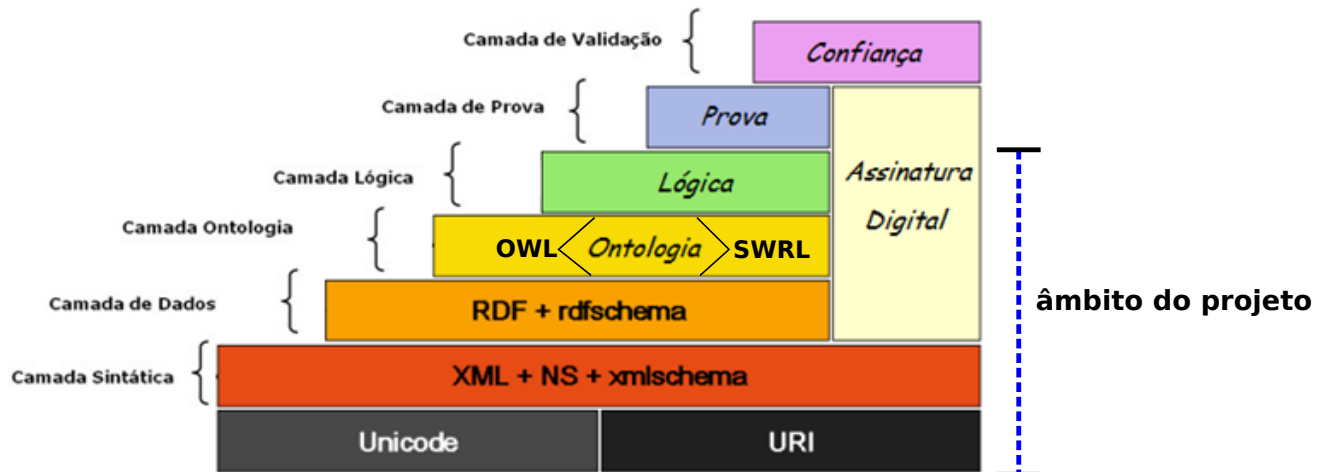 Camada de Validação
Confiança
Camada de Prova
Prova
Camada Lógica
Lógica
Assinatura
Digital
Camada Ontologia
OWL Ontologia SWRL
Camada de Dados
RDF + rdfschema
âmbito do projeto
Camada Sintática
XML + NS + xmlschema
Unicode
URI